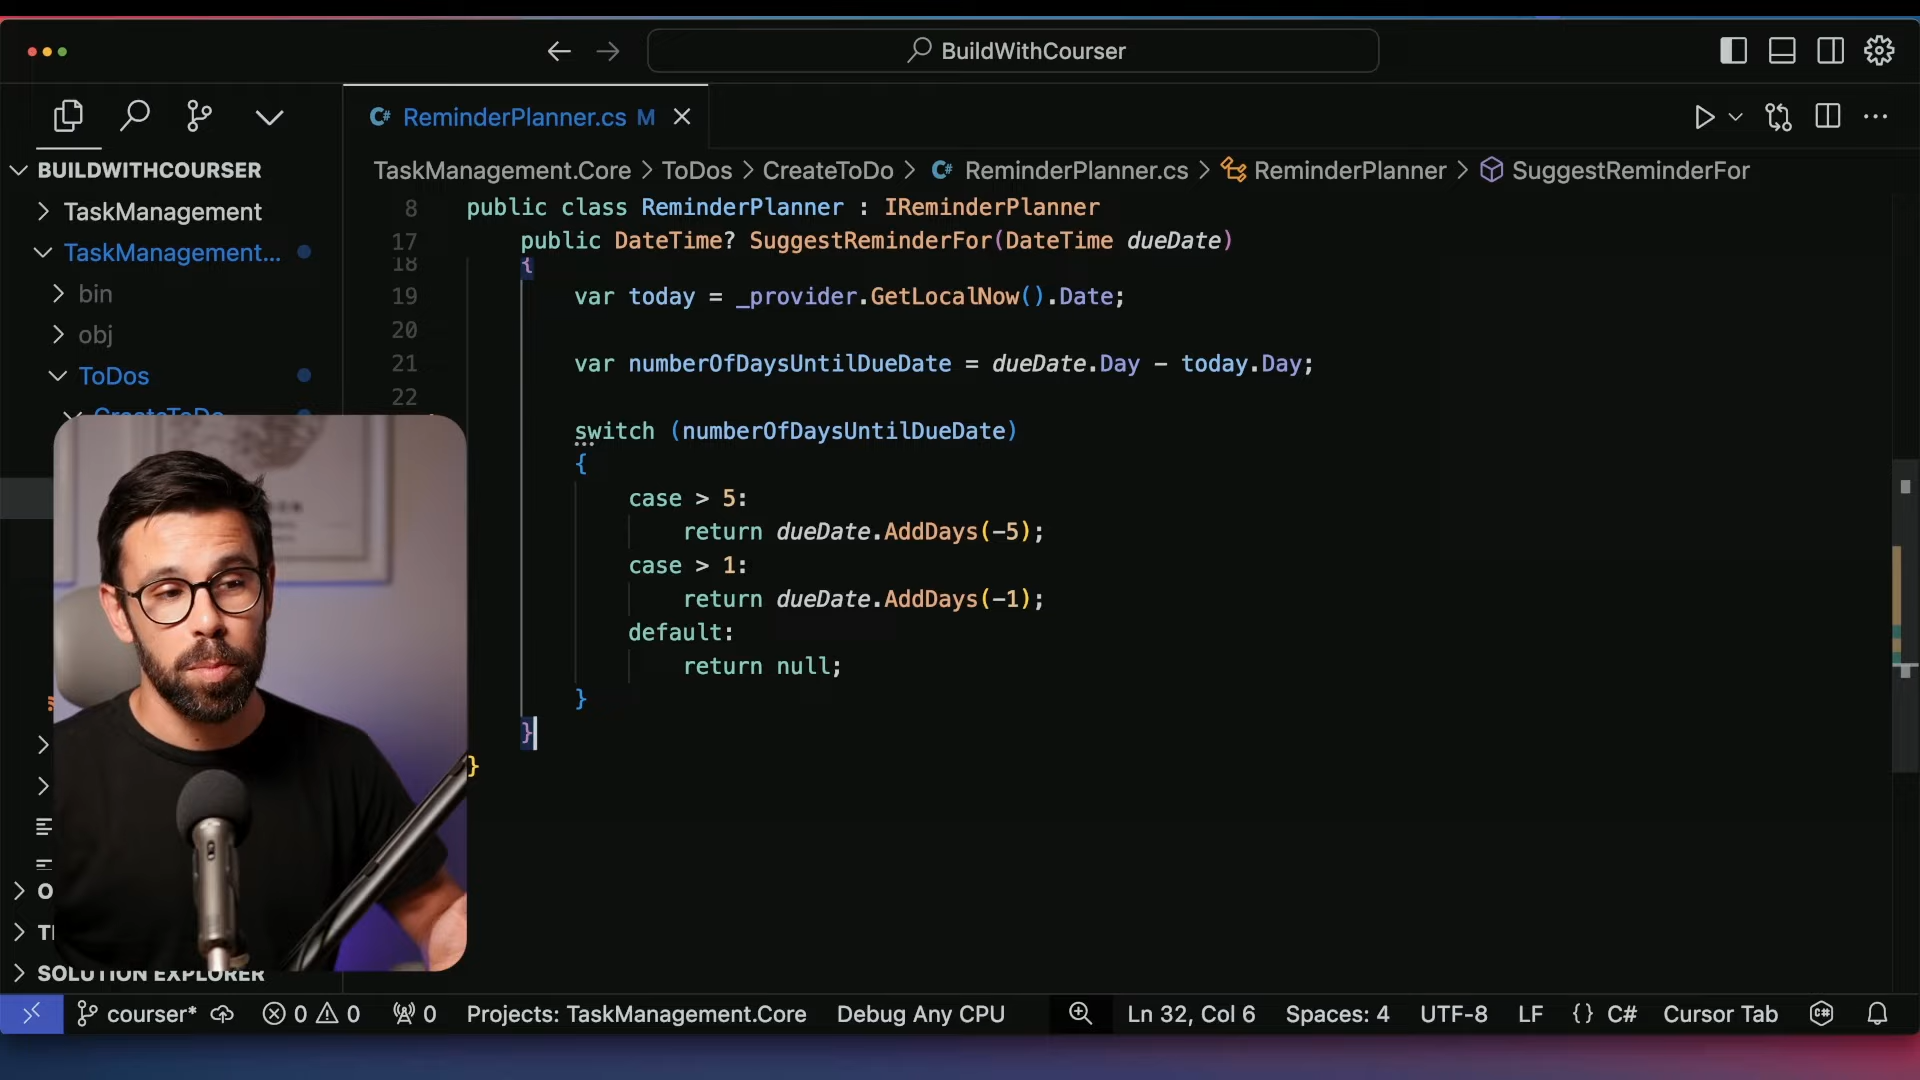 BuildWithCourser
ReminderPlanner.cs M
BUILDWITHCOURSER
TaskManagement
TaskManagement...
bin
obj
ToDos
CreateToDo
SOLUTION EXPLORER
TaskManagement.Core > ToDos > CreateToDo > C# ReminderPlanner.cs > ReminderPlanner > SuggestReminderFor
8 public class ReminderPlanner : IReminderPlanner
17 public DateTime? SuggestReminderFor(DateTime dueDate)
18 {
19 var today = _provider.GetLocalNow().Date;
20
21 var numberOfDaysUntilDueDate = dueDate.Day - today.Day;
22
switch (numberOfDaysUntilDueDate)
{
case > 5:
return dueDate.AddDays(-5);
case > 1:
return dueDate.AddDays(-1);
default:
return null;
}
}
}
courser* 0 0 0 Projects: TaskManagement.Core Debug Any CPU Ln 32, Col 6 Spaces: 4 UTF-8 LF {} C# Cursor Tab